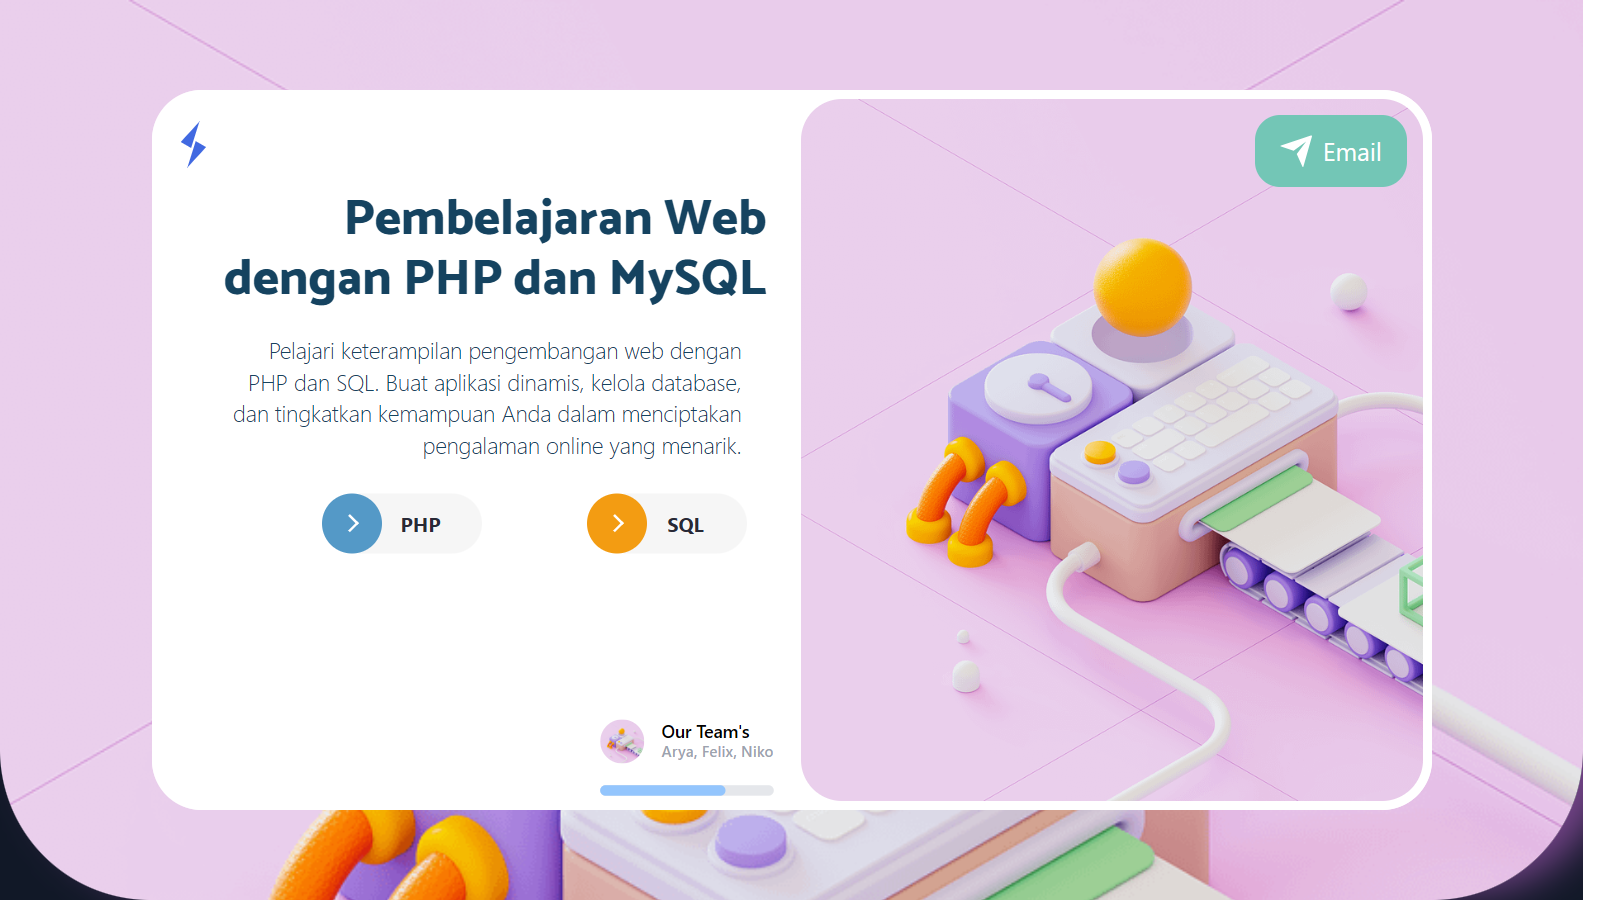 Email
Pembelajaran Web
dengan PHP dan MySQL
Pelajari keterampilan pengembangan web dengan
PHP dan SQL. Buat aplikasi dinamis, kelola database,
dan tingkatkan kemampuan Anda dalam menciptakan
pengalaman online yang menarik.
PHP
SQL
Our Team's
Arya, Felix, Niko